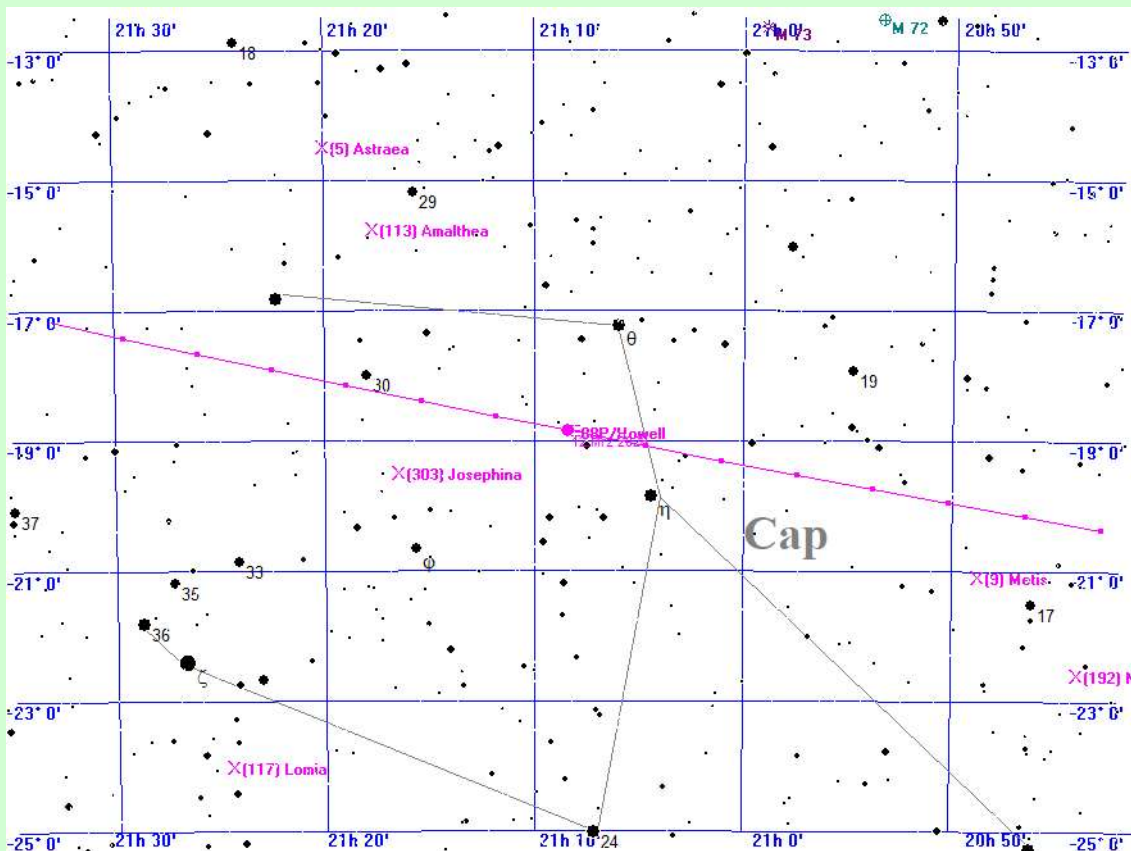 21h 30' 21h 20' 21h 10' 21h 0' 20h 50'
M 73
M 72
18
-13° 0' -13° 0'
(5) Astraea
-15° 0' -15° 0'
29
(113) Amalthea
-17° 0' -17° 0'
θ
30
19
88P/Howell
-19° 0' -19° 0'
(303) Josephina
η
37
Cap
φ
33
-21° 0' -21° 0'
(9) Metis
35
17
36
ζ
(192) N
-23° 0' -23° 0'
(117) Lomia
-25° 0' 21h 30' 21h 20' 21h 10' 24 21h 0' 20h 50' -25° 0'